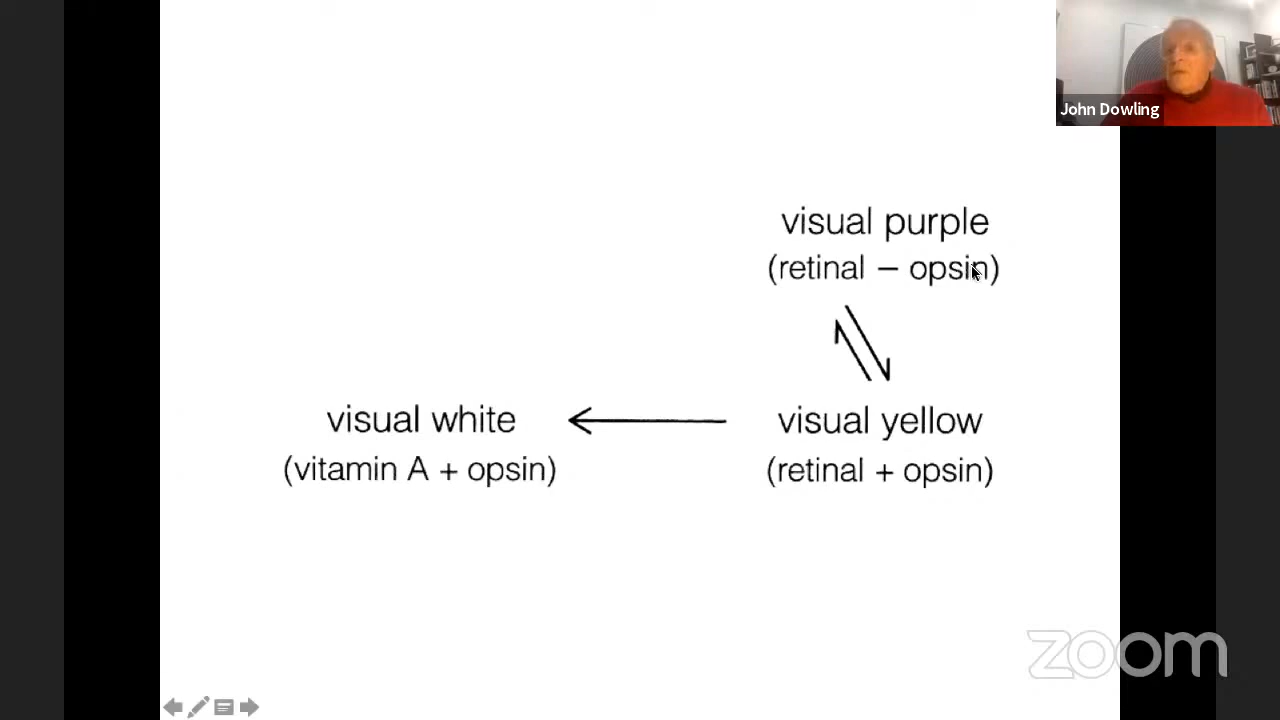 John Dowling
visual purple
(retinal − opsin)
visual white
visual yellow
(vitamin A + opsin)
(retinal + opsin)
zoom